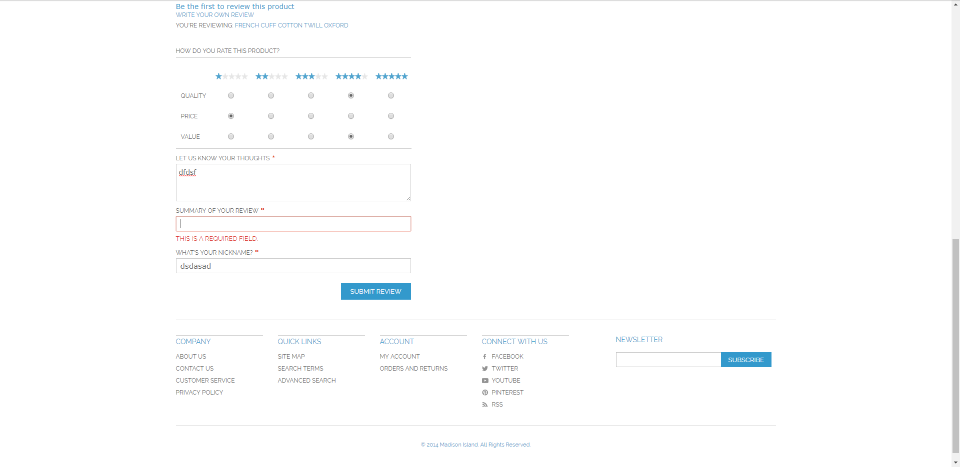 Be the first to review this product
WRITE YOUR OWN REVIEW
YOU'RE REVIEWING: FRENCH CUFF COTTON TWILL OXFORD
HOW DO YOU RATE THIS PRODUCT?
QUALITY
PRICE
VALUE
LET US KNOW YOUR THOUGHTS *
dfdsf
SUMMARY OF YOUR REVIEW *
THIS IS A REQUIRED FIELD.
WHAT'S YOUR NICKNAME? *
dsdasad
SUBMIT REVIEW
COMPANY
ABOUT US
CONTACT US
CUSTOMER SERVICE
PRIVACY POLICY
QUICK LINKS
SITE MAP
SEARCH TERMS
ADVANCED SEARCH
ACCOUNT
MY ACCOUNT
ORDERS AND RETURNS
CONNECT WITH US
FACEBOOK
TWITTER
YOUTUBE
PINTEREST
RSS
NEWSLETTER
SUBSCRIBE
© 2014 Madison Island. All Rights Reserved.